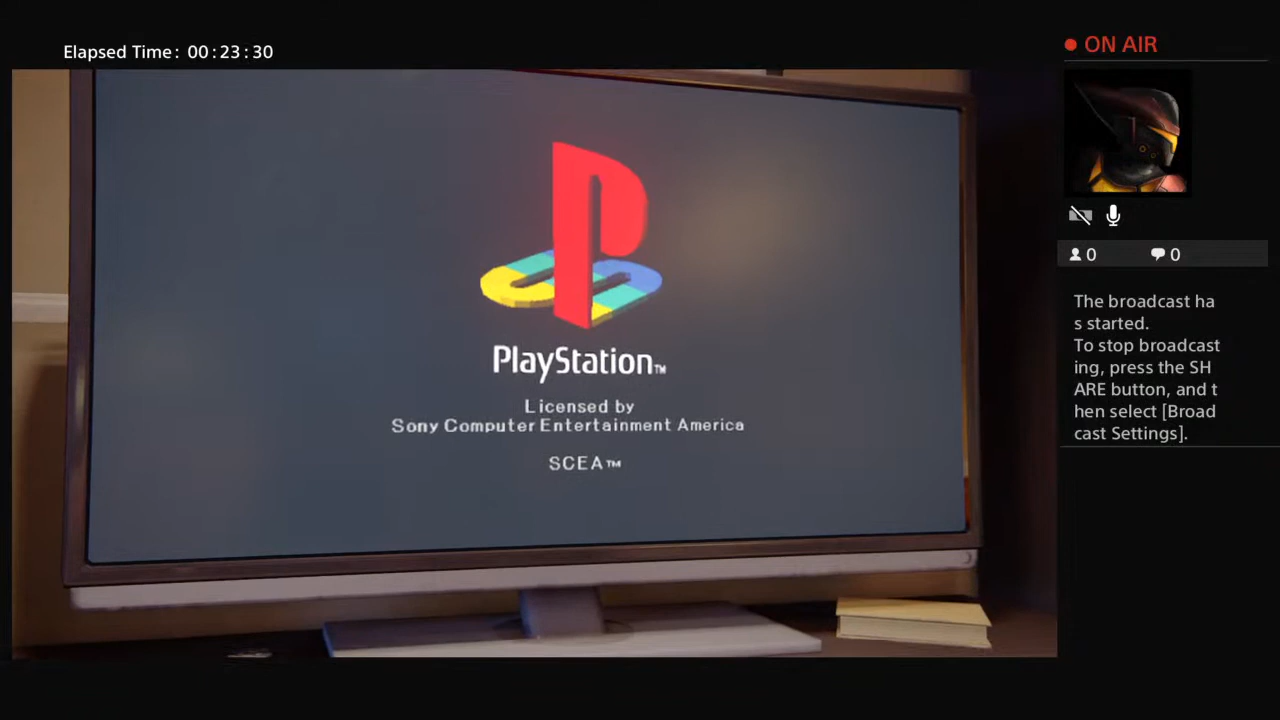 Elapsed Time: 00:23:30
ON AIR
PlayStation™
Licensed by
Sony Computer Entertainment America
SCEA™
0
0
The broadcast ha
s started.
To stop broadcast
ing, press the SH
ARE button, and t
hen select [Broad
cast Settings].